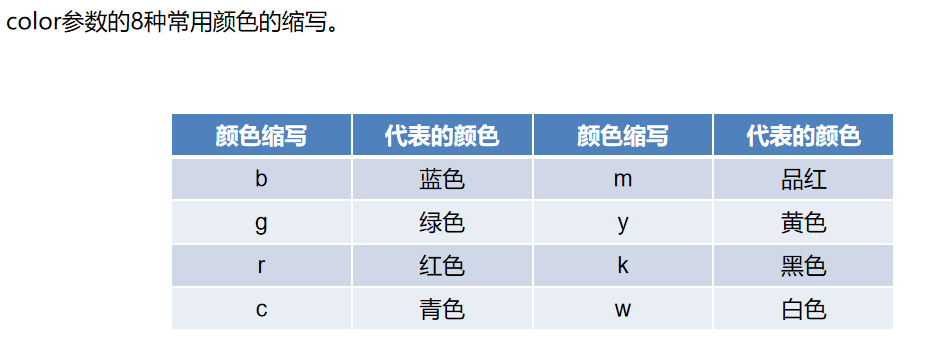 color参数的8种常用颜色的缩写。
颜色缩写 代表的颜色 颜色缩写 代表的颜色
b 蓝色 m 品红
g 绿色 y 黄色
r 红色 k 黑色
c 青色 w 白色